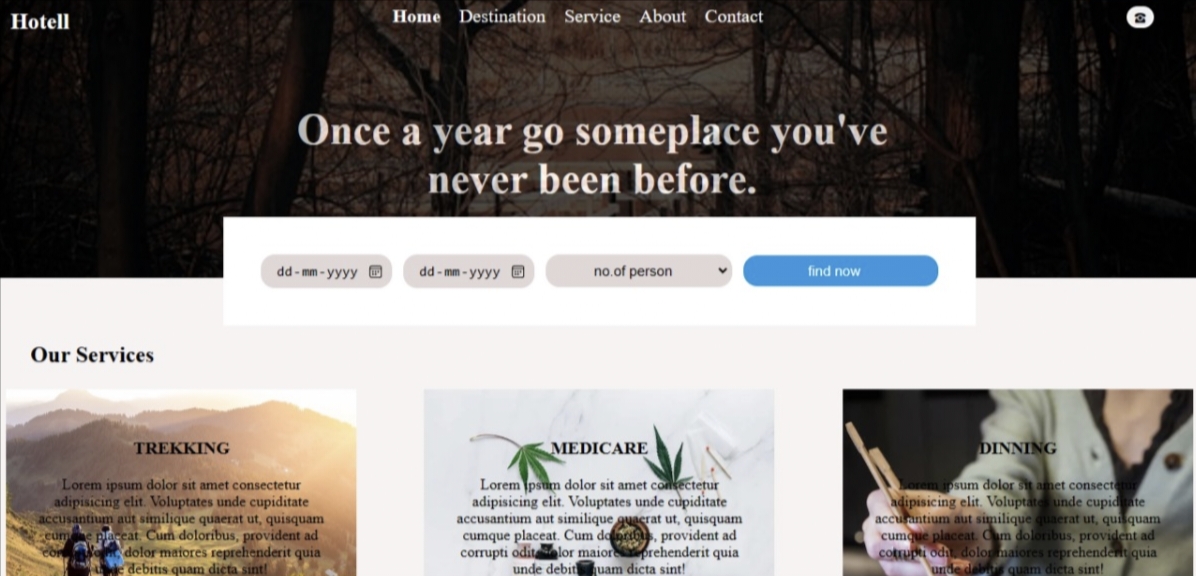 Hotell
Home Destination Service About Contact
Once a year go someplace you've
never been before.
dd-mm-yyyy dd-mm-yyyy no.of person find now
Our Services
TREKKING
Lorem ipsum dolor sit amet consectetur
adipisicing elit. Voluptates unde cupiditate
accusantium aut similique quaerat ut, quisquam
cumque placeat. Cum doloribus, provident ad
corrupti odit, dolor maiores reprehenderit quia
unde debitis quam dicta sint!
MEDICARE
Lorem ipsum dolor sit amet consectetur
adipisicing elit. Voluptates unde cupiditate
accusantium aut similique quaerat ut, quisquam
cumque placeat. Cum doloribus, provident ad
corrupti odit, dolor maiores reprehenderit quia
unde debitis quam dicta sint!
DINNING
Lorem ipsum dolor sit amet consectetur
adipisicing elit. Voluptates unde cupiditate
accusantium aut similique quaerat ut, quisquam
cumque placeat. Cum doloribus, provident ad
corrupti odit, dolor maiores reprehenderit quia
unde debitis quam dicta sint!